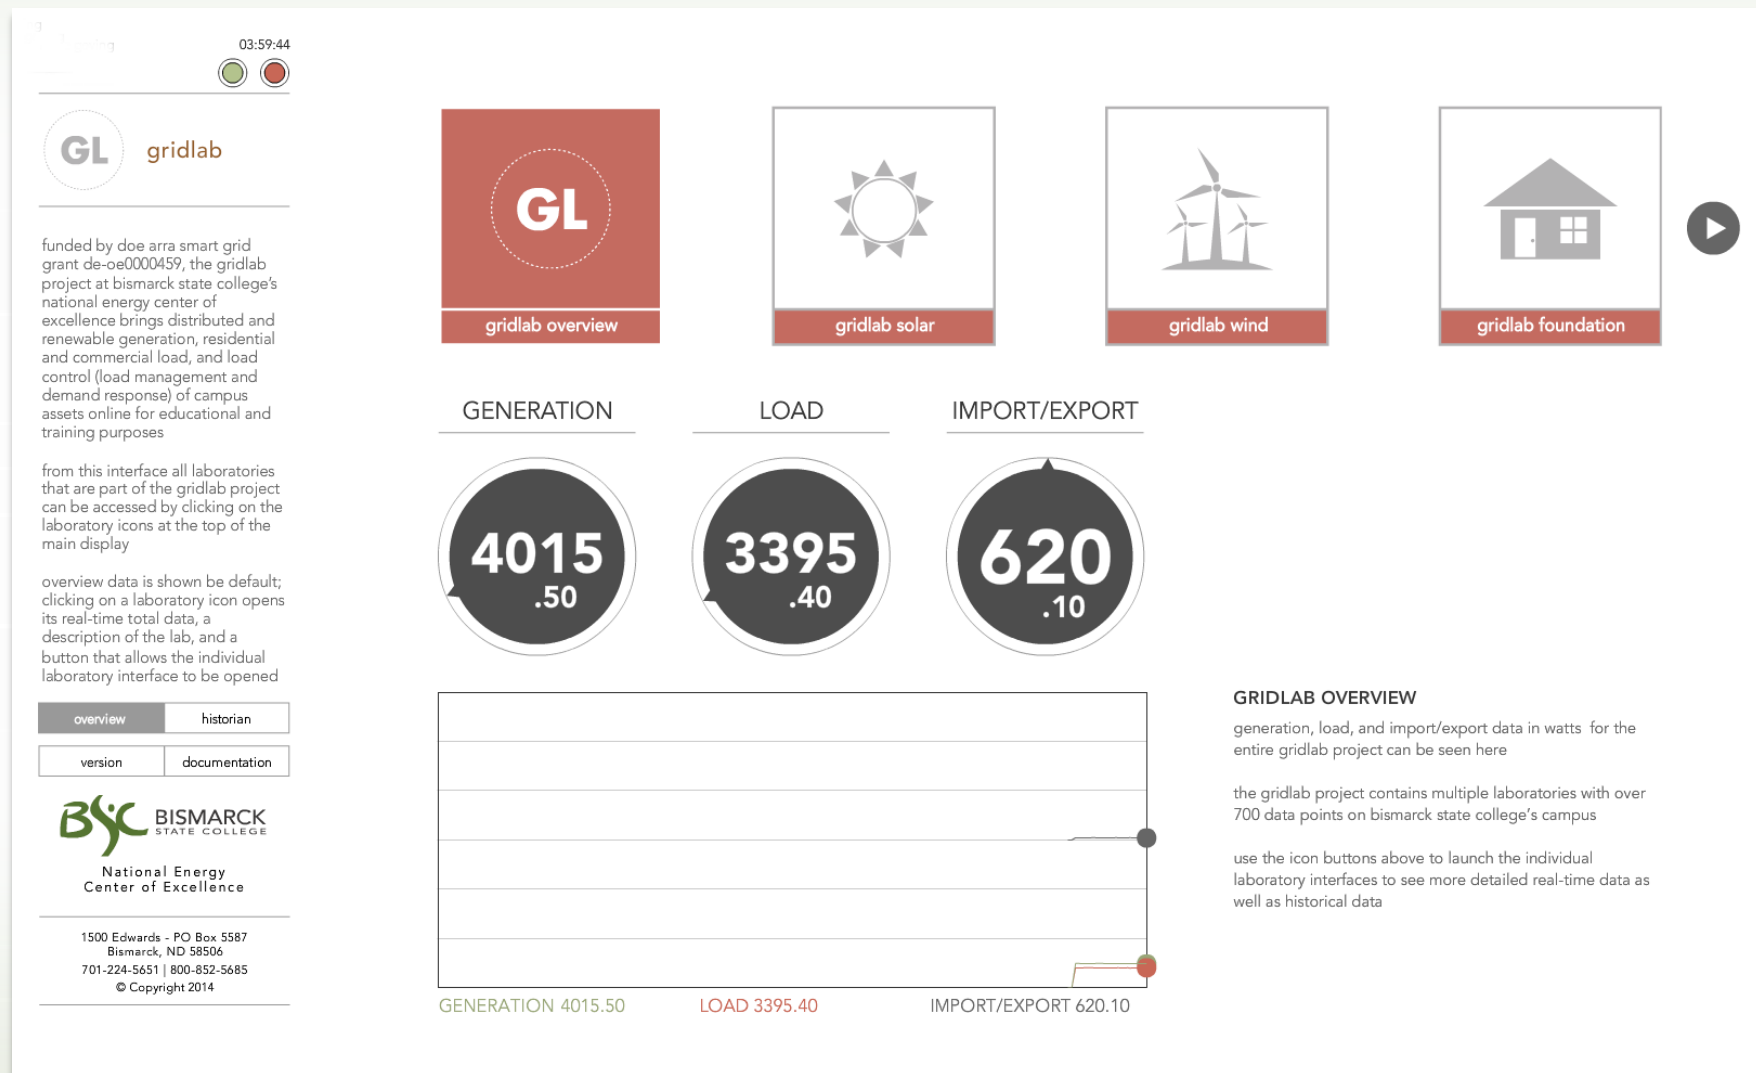 03:59:44
GL
gridlab
funded by doe arra smart grid
grant de-oe0000459, the gridlab
project at bismarck state college's
national energy center of
excellence brings distributed and
renewable generation, residential
and commercial load, and load
control (load management and
demand response) of campus
assets online for educational and
training purposes
from this interface all laboratories
that are part of the gridlab project
can be accessed by clicking on the
laboratory icons at the top of the
main display
overview data is shown be default;
clicking on a laboratory icon opens
its real-time total data, a
description of the lab, and a
button that allows the individual
laboratory interface to be opened
overview historian
version documentation
BSC BISMARCK
STATE COLLEGE
National Energy
Center of Excellence
1500 Edwards - PO Box 5587
Bismarck, ND 58506
701-224-5651 | 800-852-5685
© Copyright 2014
GL
gridlab overview
gridlab solar
gridlab wind
gridlab foundation
GENERATION
4015
.50
LOAD
3395
.40
IMPORT/EXPORT
620
.10
GENERATION 4015.50
LOAD 3395.40
IMPORT/EXPORT 620.10
GRIDLAB OVERVIEW
generation, load, and import/export data in watts for the
entire gridlab project can be seen here
the gridlab project contains multiple laboratories with over
700 data points on bismarck state college's campus
use the icon buttons above to launch the individual
laboratory interfaces to see more detailed real-time data as
well as historical data